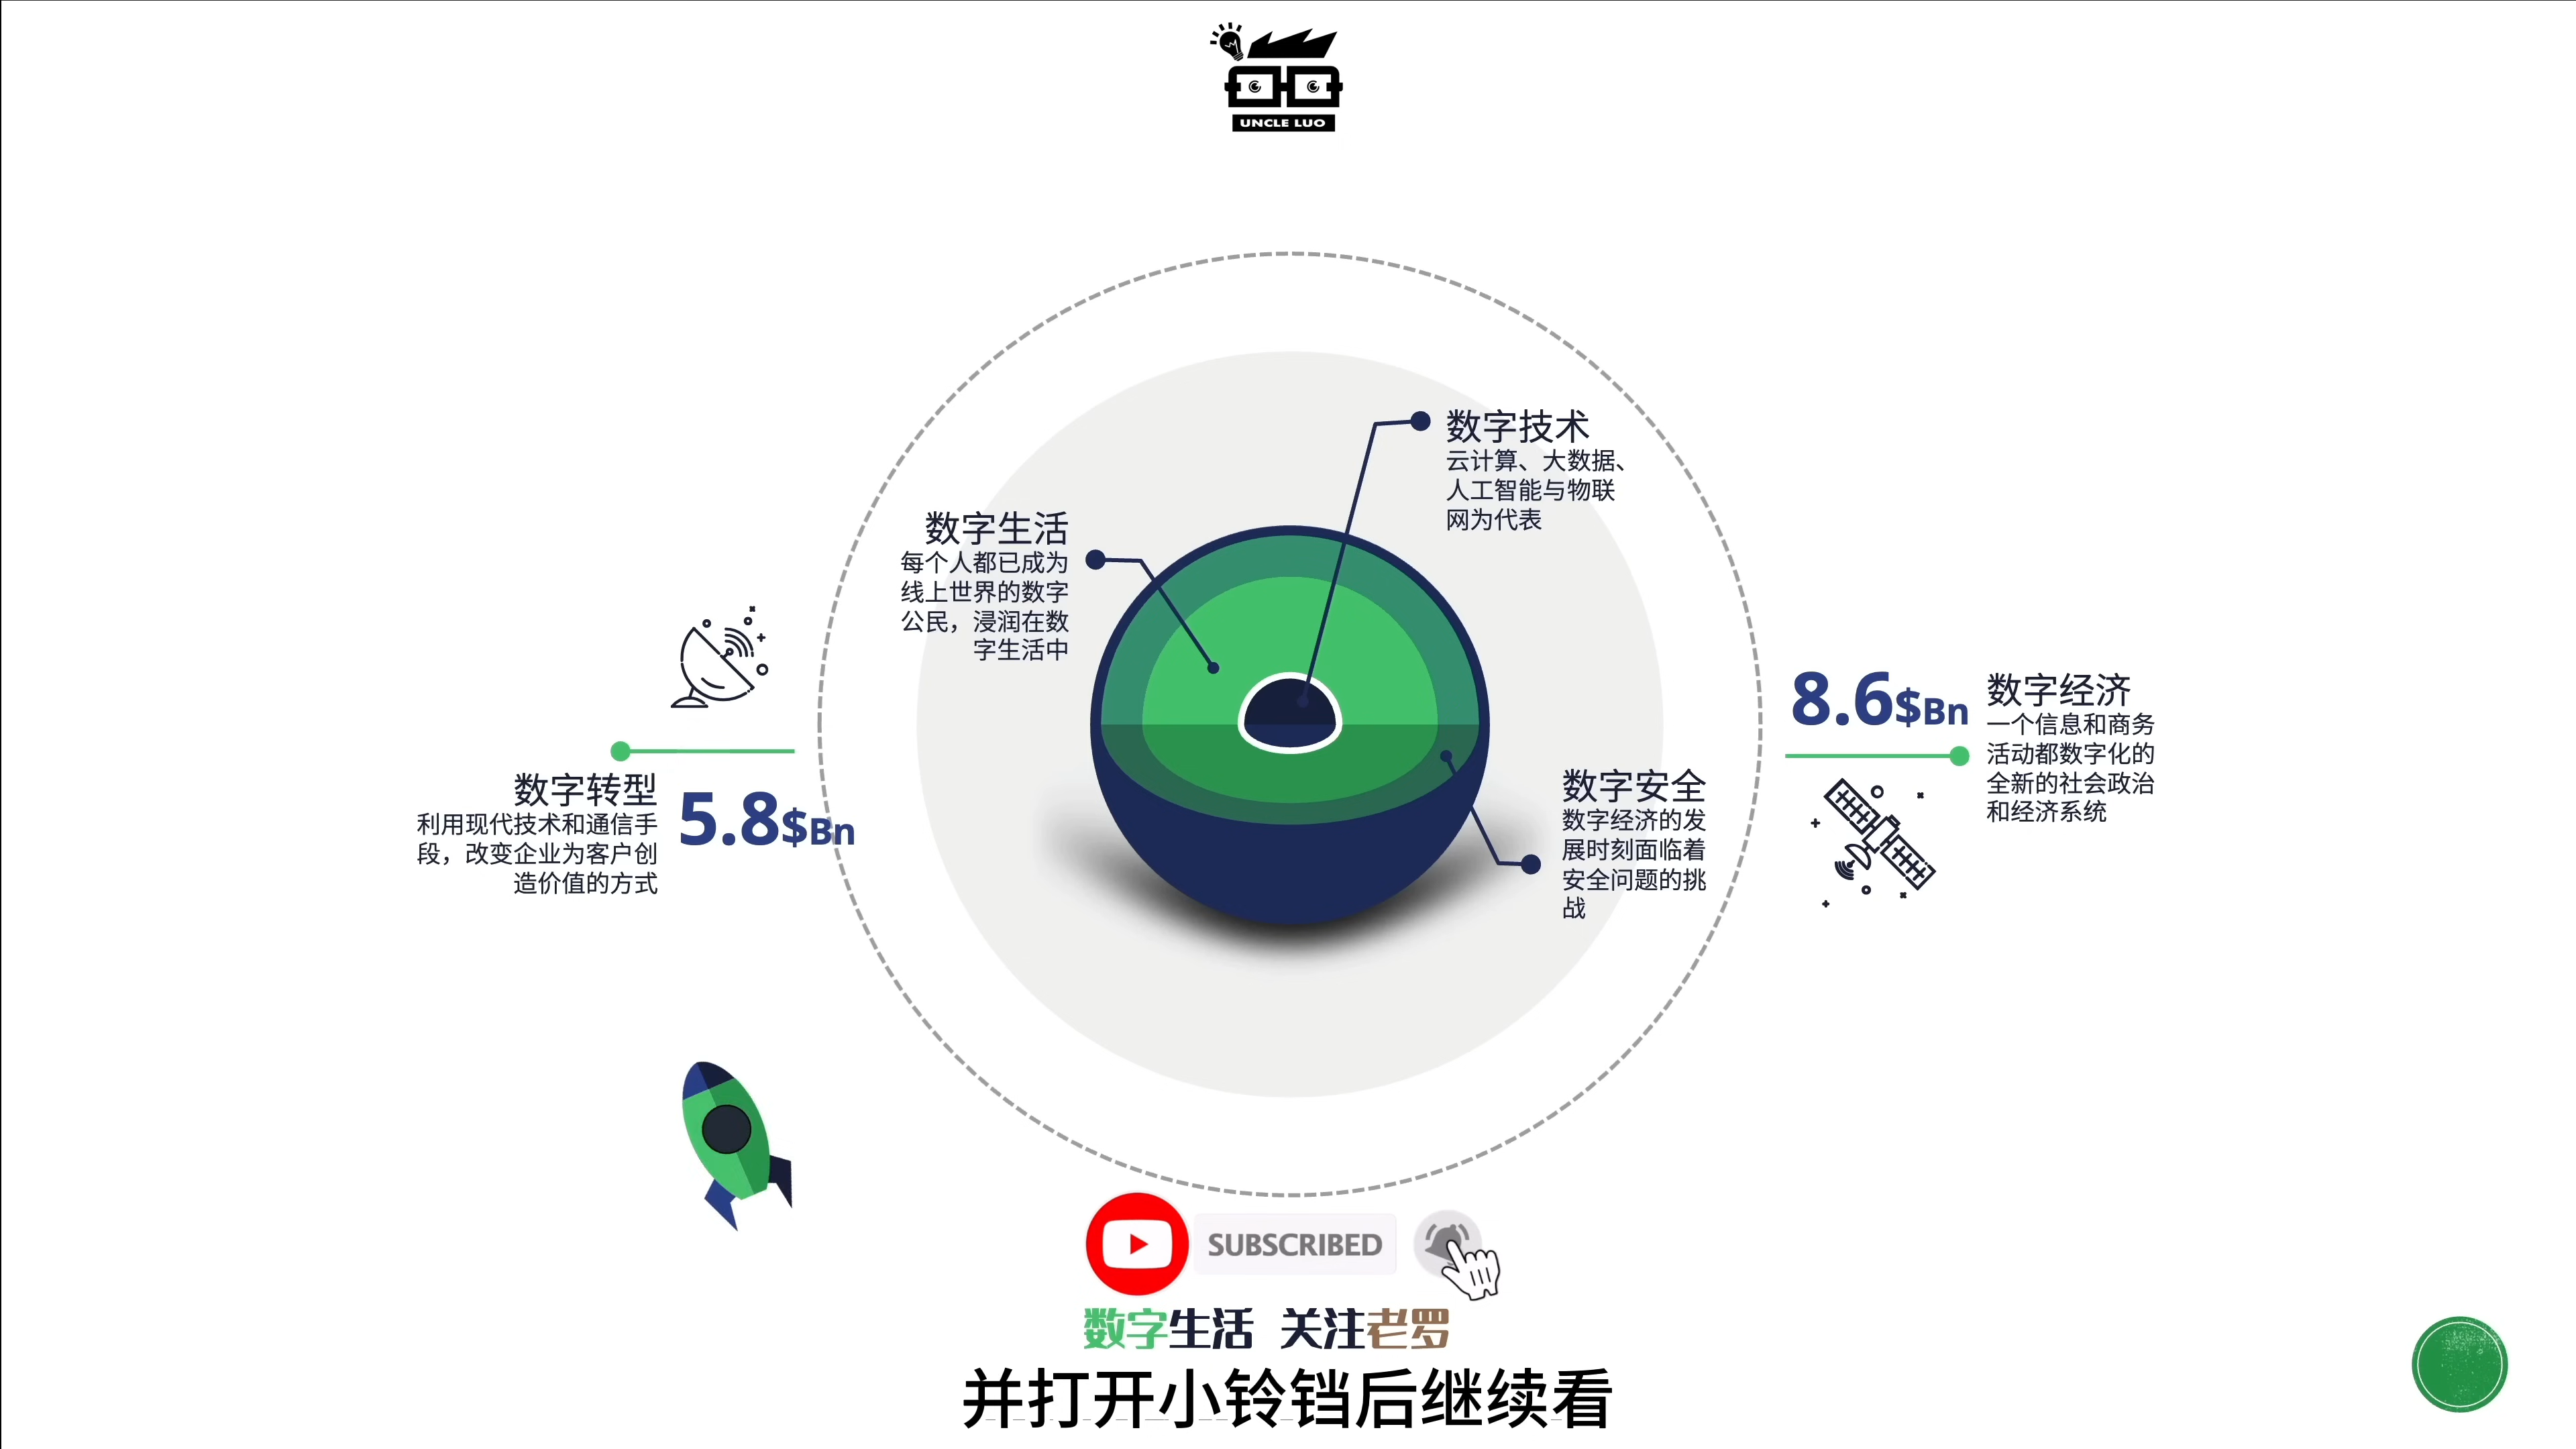 UNCLE LUO
数字技术
云计算、大数据、
人工智能与物联
网为代表
数字生活
每个人都已成为
线上世界的数字
公民，浸润在数
字生活中
8.6$Bn
数字经济
一个信息和商务
活动都数字化的
全新的社会政治
和经济系统
数字转型
利用现代技术和通信手
段，改变企业为客户创
造价值的方式
5.8$Bn
数字安全
数字经济的发
展时刻面临着
安全问题的挑
战
SUBSCRIBED
数字生活 关注老罗
并打开小铃铛后继续看